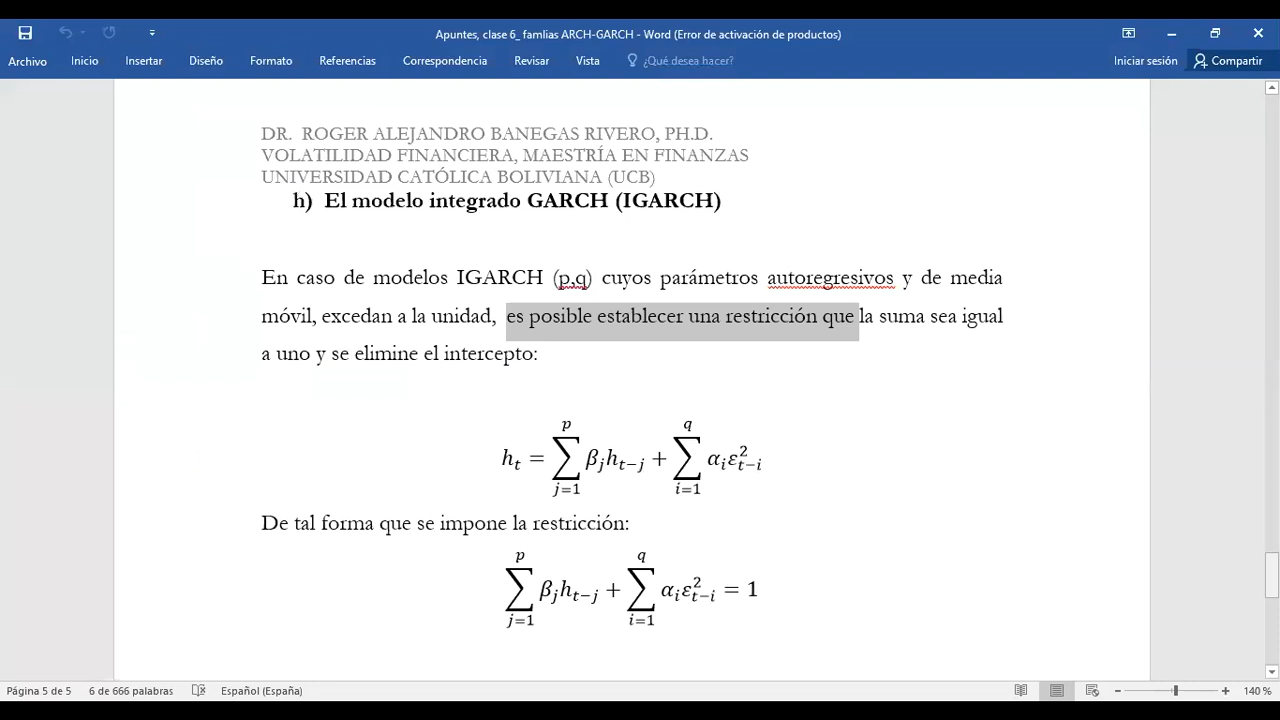 Apuntes, clase 6_ famlias ARCH-GARCH - Word (Error de activación de productos)
Archivo Inicio Insertar Diseño Formato Referencias Correspondencia Revisar Vista ¿Qué desea hacer? Iniciar sesión Compartir
DR. ROGER ALEJANDRO BANEGAS RIVERO, PH.D.
VOLATILIDAD FINANCIERA, MAESTRÍA EN FINANZAS
UNIVERSIDAD CATÓLICA BOLIVIANA (UCB)
h) El modelo integrado GARCH (IGARCH)
En caso de modelos IGARCH (p,q) cuyos parámetros autoregresivos y de media
móvil, excedan a la unidad, es posible establecer una restricción que la suma sea igual
a uno y se elimine el intercepto:
h_t = \sum_{j=1}^{p} β_j h_{t−j} + \sum_{i=1}^{q} α_i ε_{t−i}^2
De tal forma que se impone la restricción:
\sum_{j=1}^{p} β_j h_{t−j} + \sum_{i=1}^{q} α_i ε_{t−i}^2 = 1
Página 5 de 5 6 de 666 palabras Español (España) 140 %